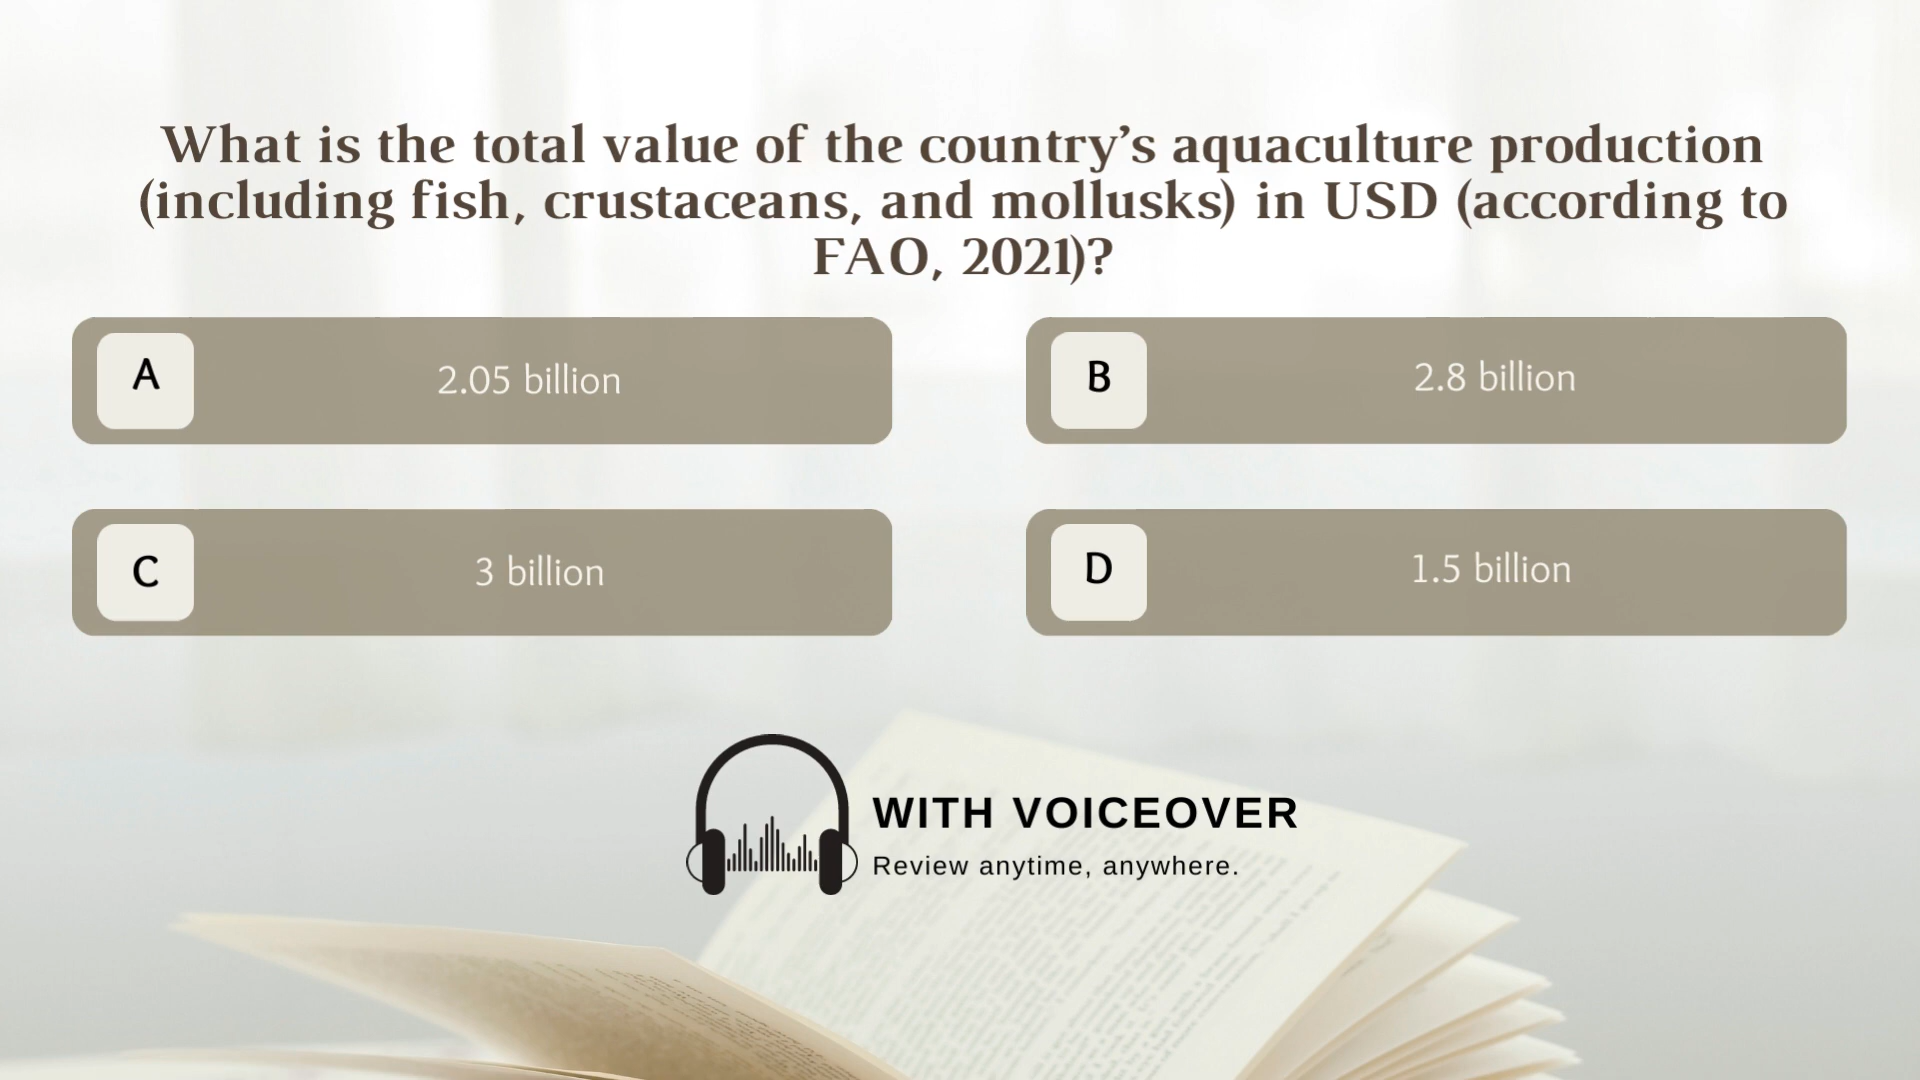 What is the total value of the country’s aquaculture production
(including fish, crustaceans, and mollusks) in USD (according to
FAO, 2021)?
A
2.05 billion
B
2.8 billion
C
3 billion
D
1.5 billion
WITH VOICEOVER
Review anytime, anywhere.